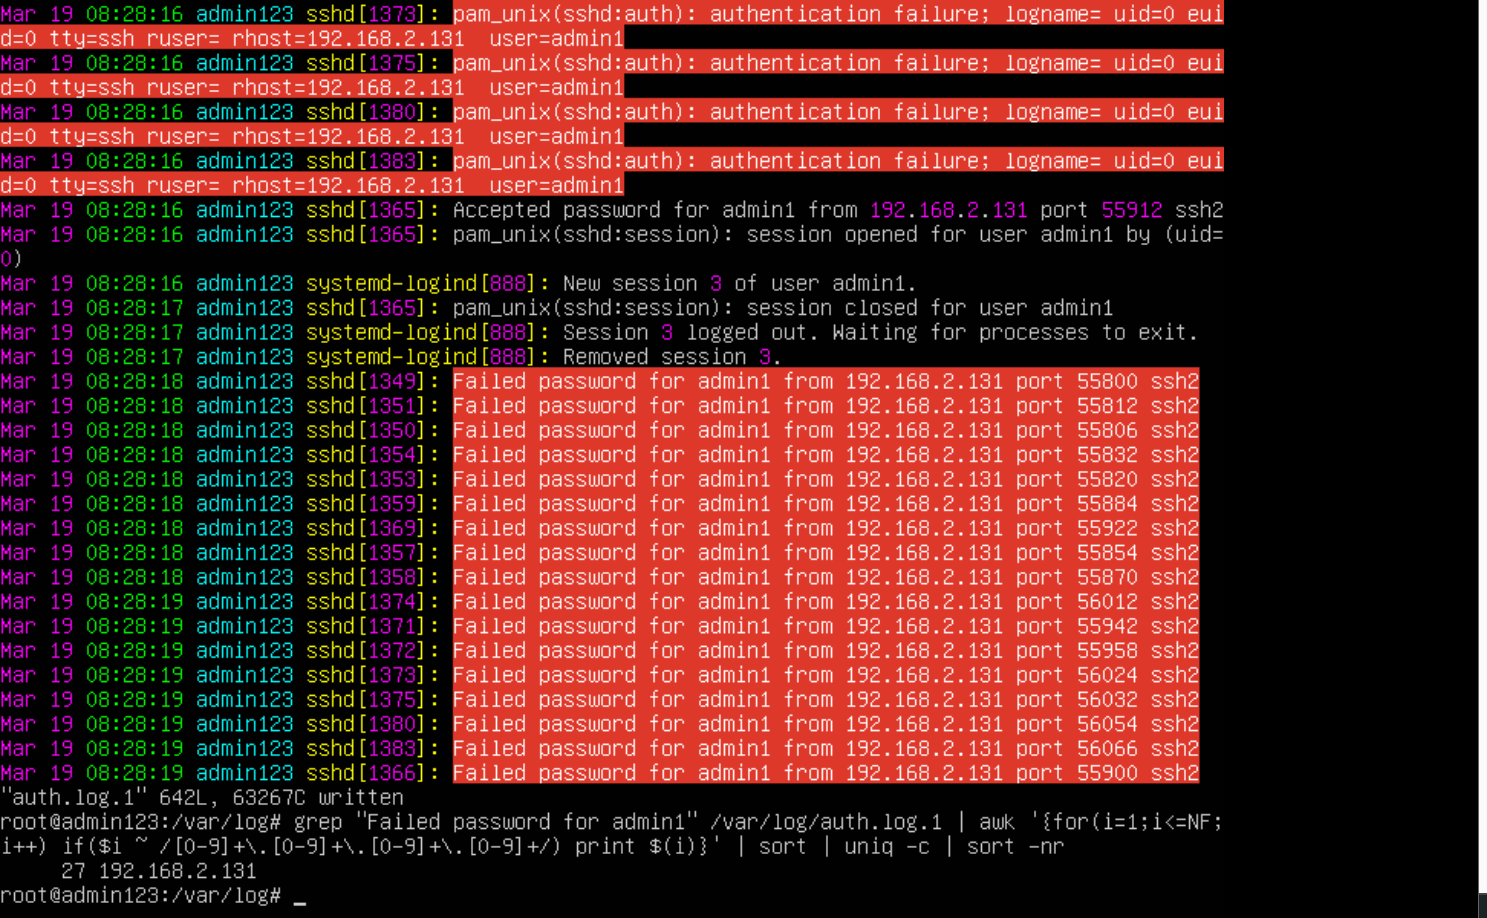 Mar 19 08:28:16 admin123 sshd[1373]: pam_unix(sshd:auth): authentication failure; logname= uid=0 eui
d=0 tty=ssh ruser= rhost=192.168.2.131  user=admin1
Mar 19 08:28:16 admin123 sshd[1375]: pam_unix(sshd:auth): authentication failure; logname= uid=0 eui
d=0 tty=ssh ruser= rhost=192.168.2.131  user=admin1
Mar 19 08:28:16 admin123 sshd[1380]: pam_unix(sshd:auth): authentication failure; logname= uid=0 eui
d=0 tty=ssh ruser= rhost=192.168.2.131  user=admin1
Mar 19 08:28:16 admin123 sshd[1383]: pam_unix(sshd:auth): authentication failure; logname= uid=0 eui
d=0 tty=ssh ruser= rhost=192.168.2.131  user=admin1
Mar 19 08:28:16 admin123 sshd[1365]: Accepted password for admin1 from 192.168.2.131 port 55912 ssh2
Mar 19 08:28:16 admin123 sshd[1365]: pam_unix(sshd:session): session opened for user admin1 by (uid=
0)
Mar 19 08:28:16 admin123 systemd-logind[888]: New session 3 of user admin1.
Mar 19 08:28:17 admin123 sshd[1365]: pam_unix(sshd:session): session closed for user admin1
Mar 19 08:28:17 admin123 systemd-logind[888]: Session 3 logged out. Waiting for processes to exit.
Mar 19 08:28:17 admin123 systemd-logind[888]: Removed session 3.
Mar 19 08:28:18 admin123 sshd[1349]: Failed password for admin1 from 192.168.2.131 port 55800 ssh2
Mar 19 08:28:18 admin123 sshd[1351]: Failed password for admin1 from 192.168.2.131 port 55812 ssh2
Mar 19 08:28:18 admin123 sshd[1350]: Failed password for admin1 from 192.168.2.131 port 55806 ssh2
Mar 19 08:28:18 admin123 sshd[1354]: Failed password for admin1 from 192.168.2.131 port 55832 ssh2
Mar 19 08:28:18 admin123 sshd[1353]: Failed password for admin1 from 192.168.2.131 port 55820 ssh2
Mar 19 08:28:18 admin123 sshd[1359]: Failed password for admin1 from 192.168.2.131 port 55884 ssh2
Mar 19 08:28:18 admin123 sshd[1369]: Failed password for admin1 from 192.168.2.131 port 55922 ssh2
Mar 19 08:28:18 admin123 sshd[1357]: Failed password for admin1 from 192.168.2.131 port 55854 ssh2
Mar 19 08:28:18 admin123 sshd[1358]: Failed password for admin1 from 192.168.2.131 port 55870 ssh2
Mar 19 08:28:19 admin123 sshd[1374]: Failed password for admin1 from 192.168.2.131 port 56012 ssh2
Mar 19 08:28:19 admin123 sshd[1371]: Failed password for admin1 from 192.168.2.131 port 55942 ssh2
Mar 19 08:28:19 admin123 sshd[1372]: Failed password for admin1 from 192.168.2.131 port 55958 ssh2
Mar 19 08:28:19 admin123 sshd[1373]: Failed password for admin1 from 192.168.2.131 port 56024 ssh2
Mar 19 08:28:19 admin123 sshd[1375]: Failed password for admin1 from 192.168.2.131 port 56032 ssh2
Mar 19 08:28:19 admin123 sshd[1380]: Failed password for admin1 from 192.168.2.131 port 56054 ssh2
Mar 19 08:28:19 admin123 sshd[1383]: Failed password for admin1 from 192.168.2.131 port 56066 ssh2
Mar 19 08:28:19 admin123 sshd[1366]: Failed password for admin1 from 192.168.2.131 port 55900 ssh2
"auth.log.1" 642L, 63267C written
root@admin123:/var/log# grep "Failed password for admin1" /var/log/auth.log.1 | awk '{for(i=1;i<=NF;
i++) if($i ~ /[0-9]+\.[0-9]+\.[0-9]+\.[0-9]+/) print $(i)}' | sort | uniq -c | sort -nr
     27 192.168.2.131
root@admin123:/var/log# _